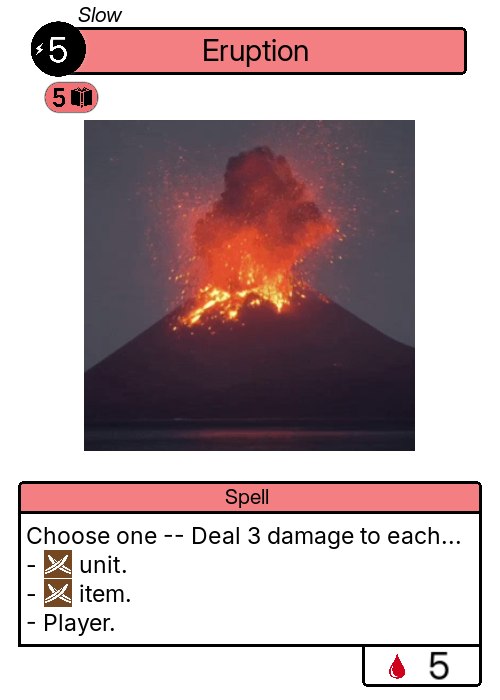 Slow
5
Eruption
5
Spell
Choose one -- Deal 3 damage to each...
- unit.
- item.
- Player.
5